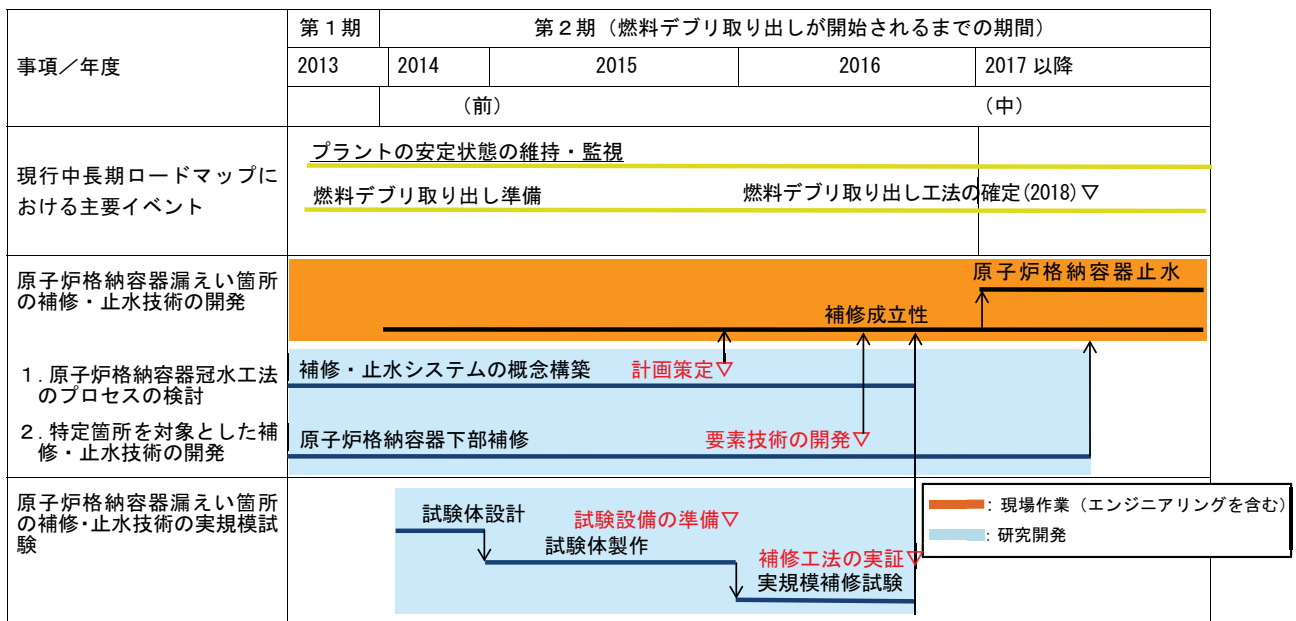 第１期
第２期（燃料デブリ取り出しが開始されるまでの期間）
事項／年度
2013
2014
2015
2016
2017 以降
（前）
（中）
現行中長期ロードマップに
おける主要イベント
プラントの安定状態の維持・監視
燃料デブリ取り出し準備
燃料デブリ取り出し工法の確定(2018)▽
原子炉格納容器漏えい箇所
の補修・止水技術の開発
原子炉格納容器止水
補修成立性
１.原子炉格納容器冠水工法
のプロセスの検討
補修・止水システムの概念構築
計画策定▽
２.特定箇所を対象とした補
修・止水技術の開発
原子炉格納容器下部補修
要素技術の開発▽
原子炉格納容器漏えい箇所
の補修・止水技術の実規模試
験
試験体設計
試験設備の準備▽
試験体製作
補修工法の実証▽
実規模補修試験
: 現場作業（エンジニアリングを含む）
: 研究開発